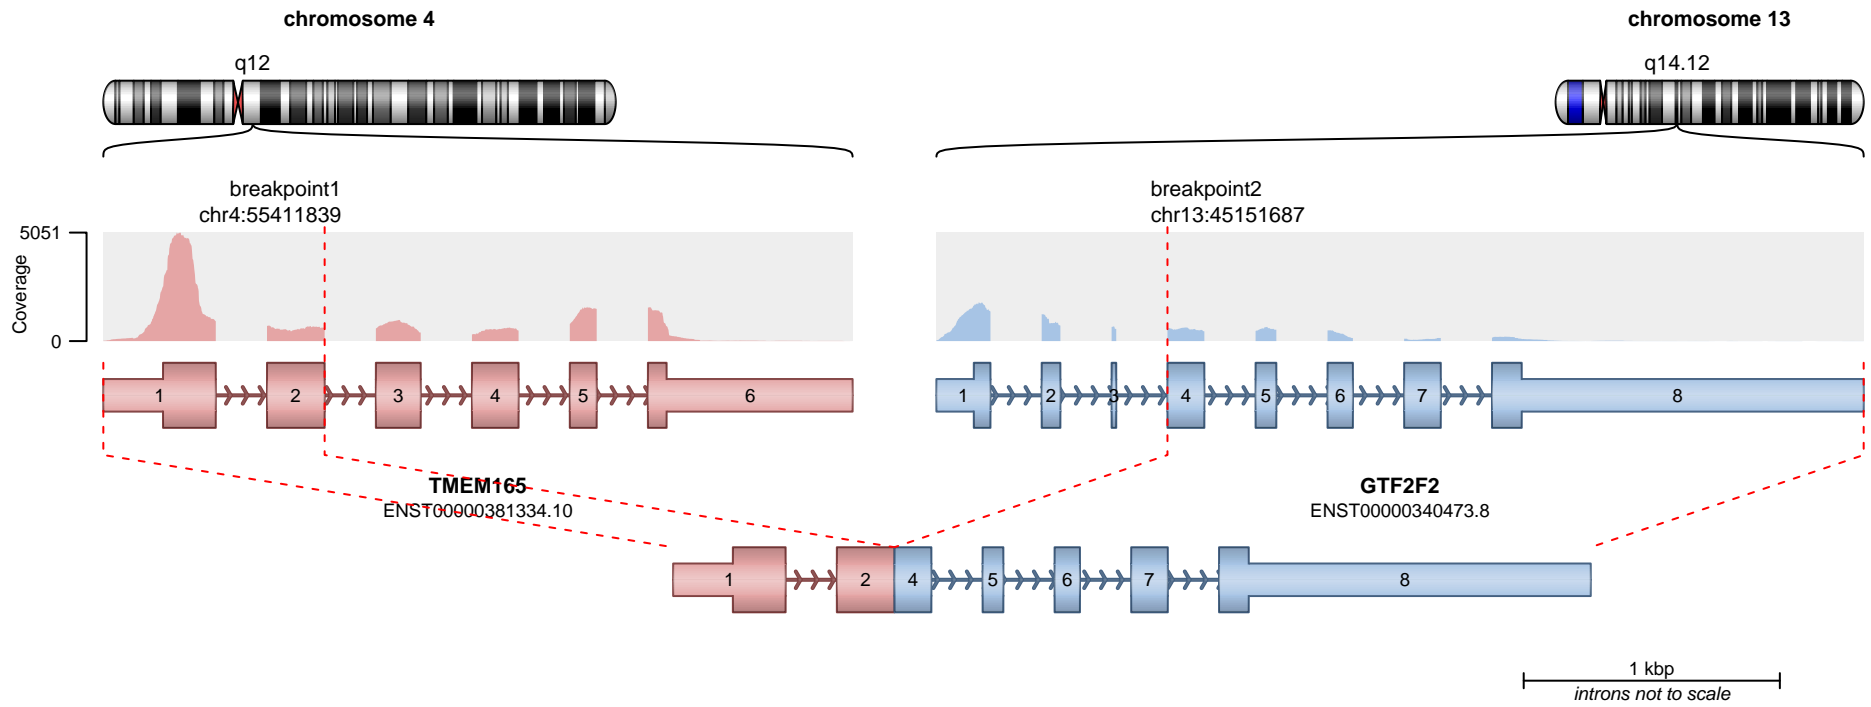 chromosome 4
chromosome 13
q12
q14.12
breakpoint1
chr4:55411839
breakpoint2
chr13:45151687
5051
Coverage
0
1 2 3 4 5 6
1 2 3 4 5 6 7 8
TMEM165
ENST00000381334.10
GTF2F2
ENST00000340473.8
1 2 4 5 6 7 8
1 kbp
introns not to scale